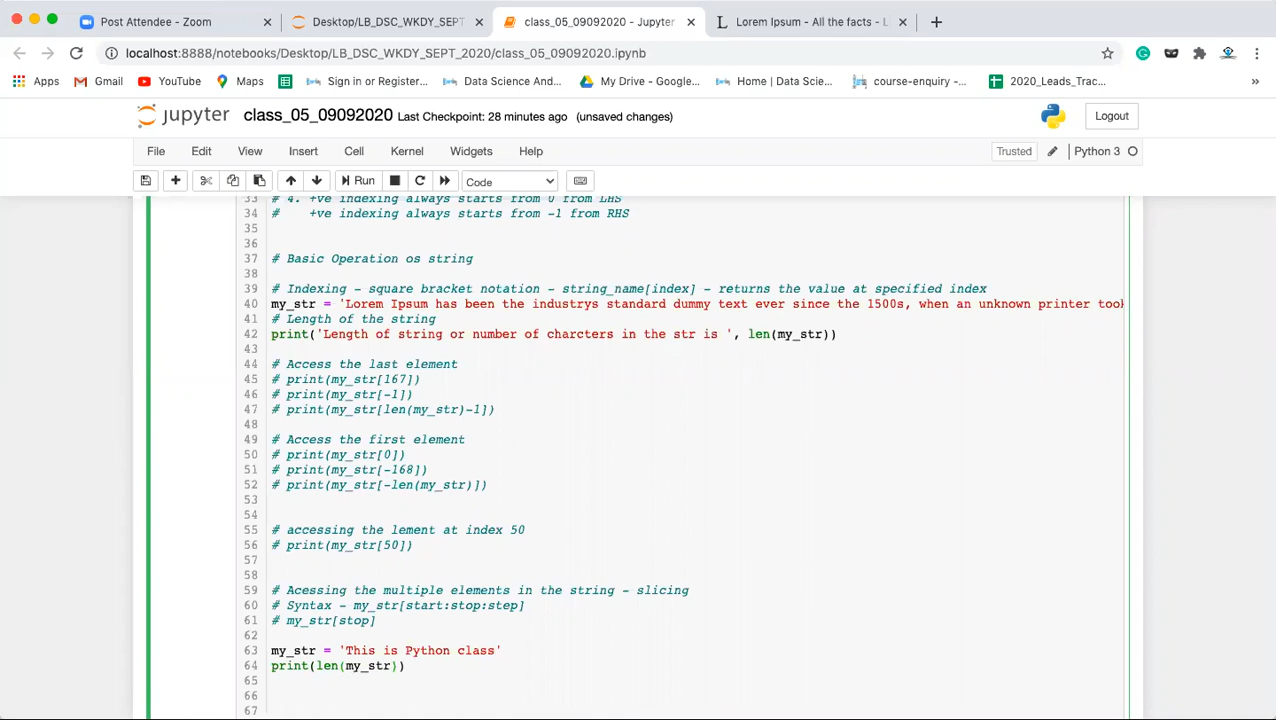 Post Attendee - Zoom
Desktop/LB_DSC_WKDY_SEPT
class_05_09092020 - Jupyter
Lorem Ipsum - All the facts - L
localhost:8888/notebooks/Desktop/LB_DSC_WKDY_SEPT_2020/class_05_09092020.ipynb
Apps Gmail YouTube Maps Sign in or Register... Data Science And... My Drive - Google... Home | Data Scie... course-enquiry -... 2020_Leads_Trac... »
jupyter class_05_09092020 Last Checkpoint: 28 minutes ago (unsaved changes) Logout
File Edit View Insert Cell Kernel Widgets Help Trusted Python 3
Run Code
33 # 4. +ve indexing always starts from 0 from LHS
34 #    +ve indexing always starts from -1 from RHS
35
36
37 # Basic Operation os string
38
39 # Indexing - square bracket notation - string_name[index] - returns the value at specified index
40 my_str = 'Lorem Ipsum has been the industrys standard dummy text ever since the 1500s, when an unknown printer took
41 # Length of the string
42 print('Length of string or number of charcters in the str is ', len(my_str))
43
44 # Access the last element
45 # print(my_str[167])
46 # print(my_str[-1])
47 # print(my_str[len(my_str)-1])
48
49 # Access the first element
50 # print(my_str[0])
51 # print(my_str[-168])
52 # print(my_str[-len(my_str)])
53
54
55 # accessing the lement at index 50
56 # print(my_str[50])
57
58
59 # Acessing the multiple elements in the string - slicing
60 # Syntax - my_str[start:stop:step]
61 # my_str[stop]
62
63 my_str = 'This is Python class'
64 print(len(my_str))
65
66
67